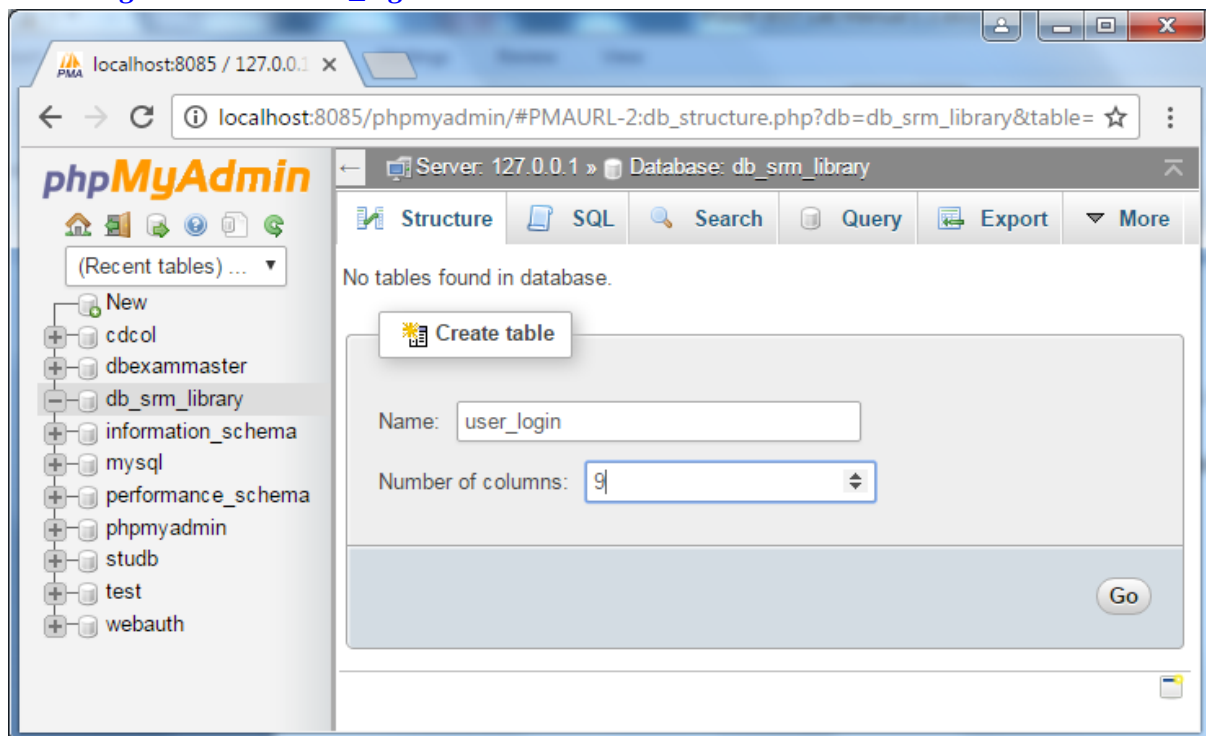 localhost:8085 / 127.0.0.1
localhost:8085/phpmyadmin/#PMAURL-2:db_structure.php?db=db_srm_library&table=
phpMyAdmin
(Recent tables) ...
New
cdcol
dbexammaster
db_srm_library
information_schema
mysql
performance_schema
phpmyadmin
studb
test
webauth
Server: 127.0.0.1 » Database: db_srm_library
Structure SQL Search Query Export More
No tables found in database.
Create table
Name: user_login
Number of columns: 9
Go